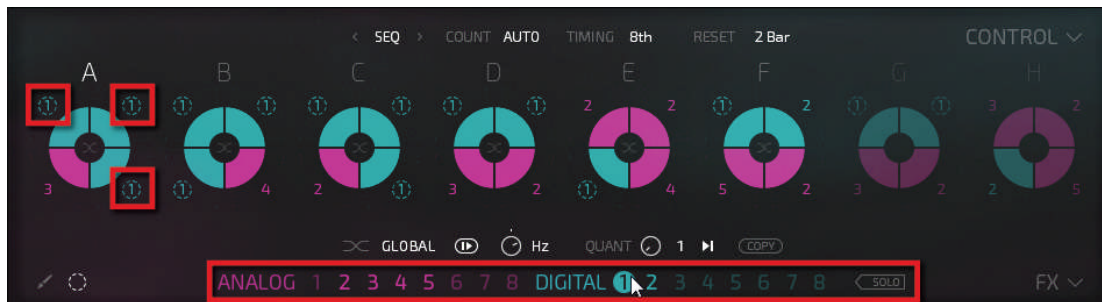 < SEQ > COUNT AUTO TIMING 8th RESET 2 Bar CONTROL
A B C D E F G H
1 1 1 1 1 1 1 1 2 2 1 2 1 1 3 2
3 1 1 4 2 1 3 2 1 4 5 2 3 2 2 5
GLOBAL Hz QUANT 1 COPY
ANALOG 1 2 3 4 5 6 7 8 DIGITAL 1 2 3 4 5 6 7 8 SOLO FX